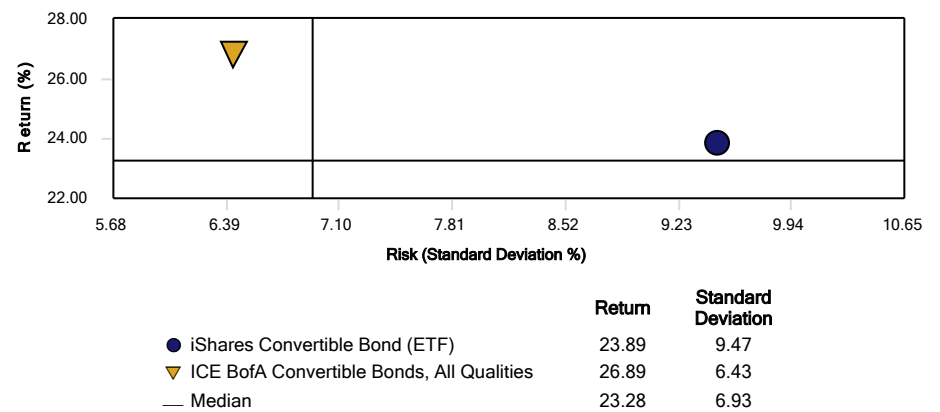 28.00
26.00
24.00
22.00
Return (%)
5.68 6.39 7.10 7.81 8.52 9.23 9.94 10.65
Risk (Standard Deviation %)
Return Standard Deviation
iShares Convertible Bond (ETF) 23.89 9.47
ICE BofA Convertible Bonds, All Qualities 26.89 6.43
Median 23.28 6.93